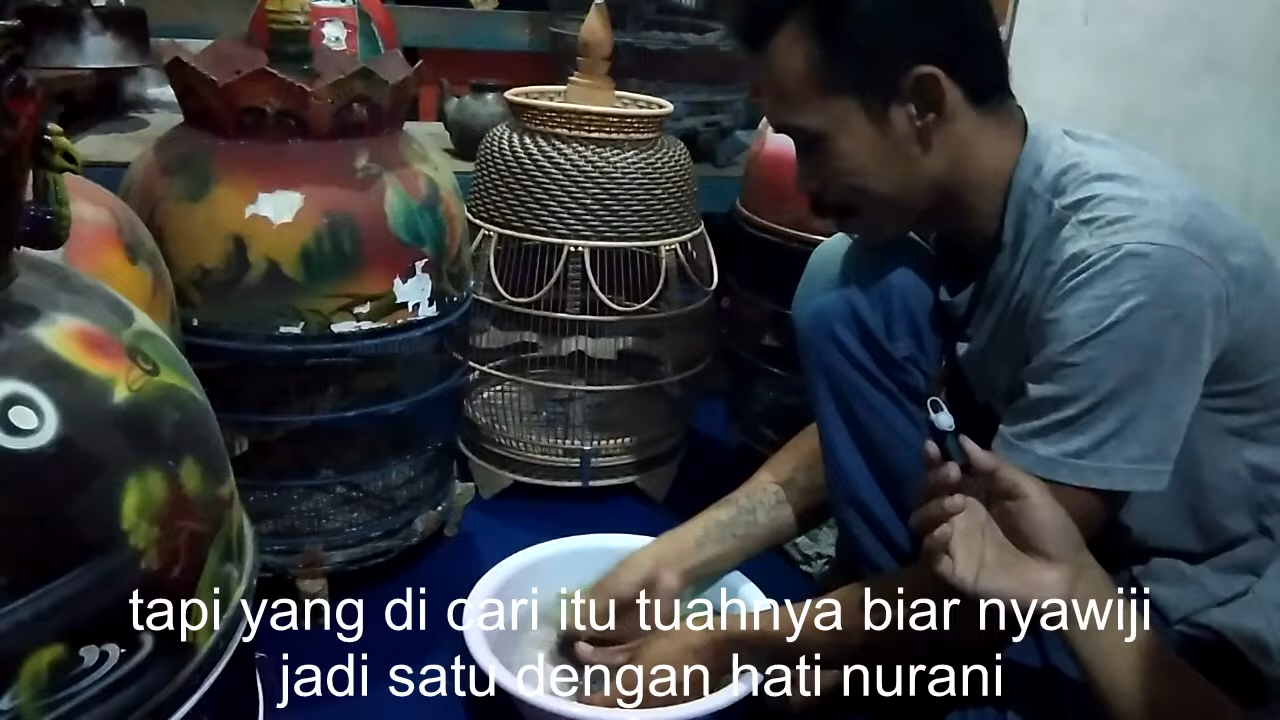 tapi yang di cari itu tuahnya biar nyawiji
jadi satu dengan hati nurani